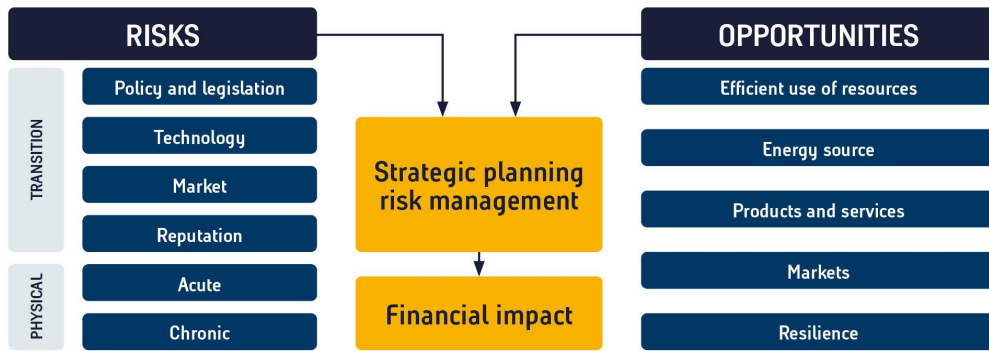 RISKS
TRANSITION
Policy and legislation
Technology
Market
Reputation
PHYSICAL
Acute
Chronic
Strategic planning
risk management
Financial impact
OPPORTUNITIES
Efficient use of resources
Energy source
Products and services
Markets
Resilience